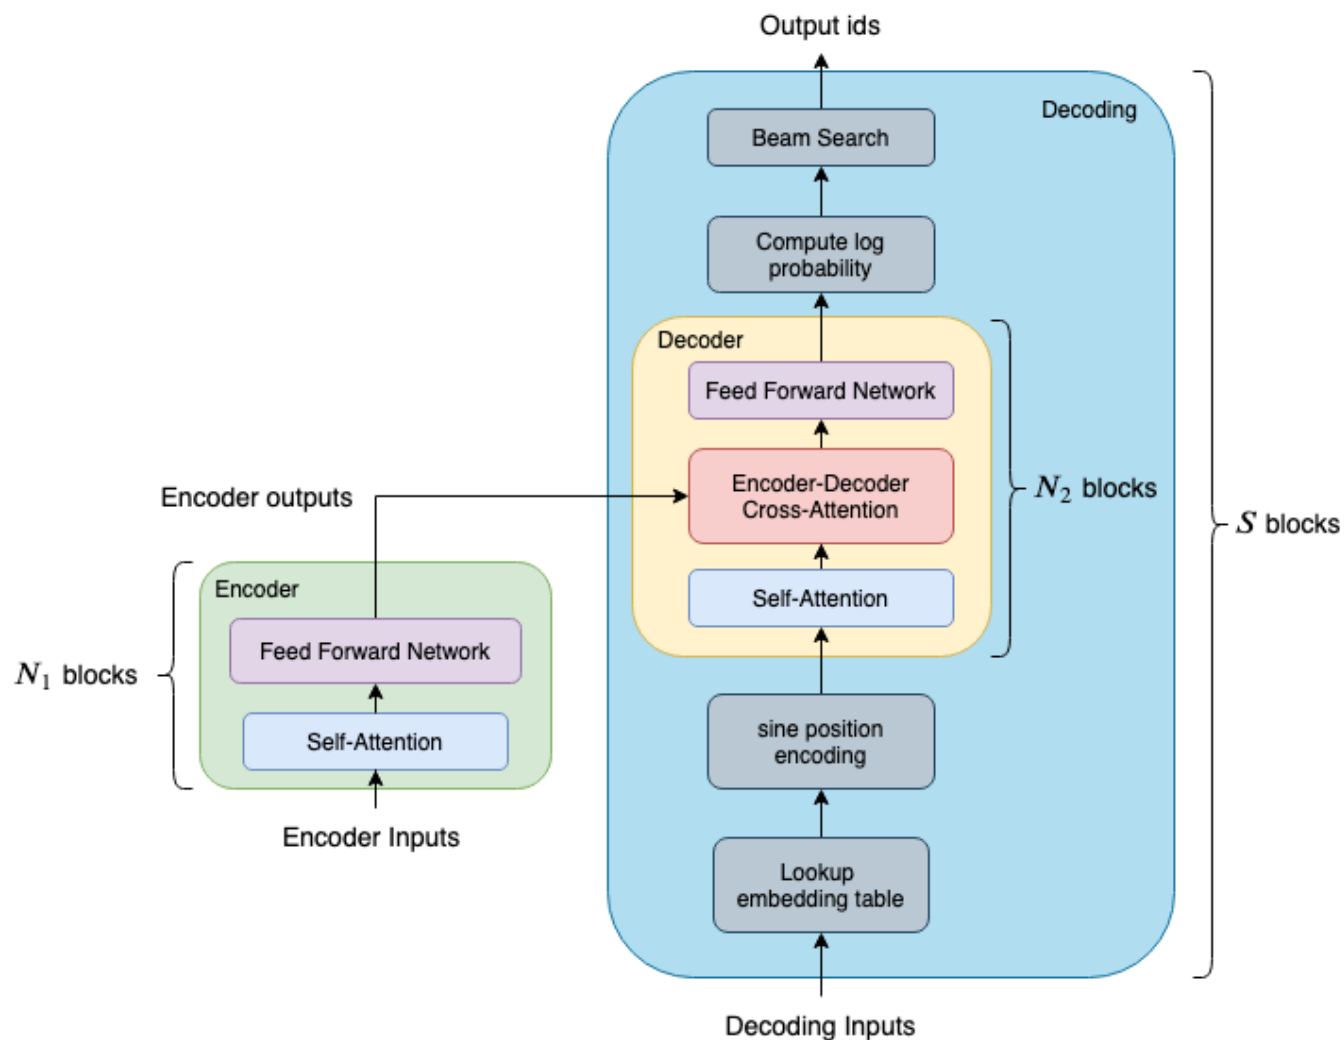 Output ids
Decoding
Beam Search
Compute log
probability
Decoder
Feed Forward Network
Encoder-Decoder
Cross-Attention
N₂ blocks
S blocks
Encoder outputs
Self-Attention
Encoder
Feed Forward Network
N₁ blocks
Self-Attention
Encoder Inputs
sine position
encoding
Lookup
embedding table
Decoding Inputs